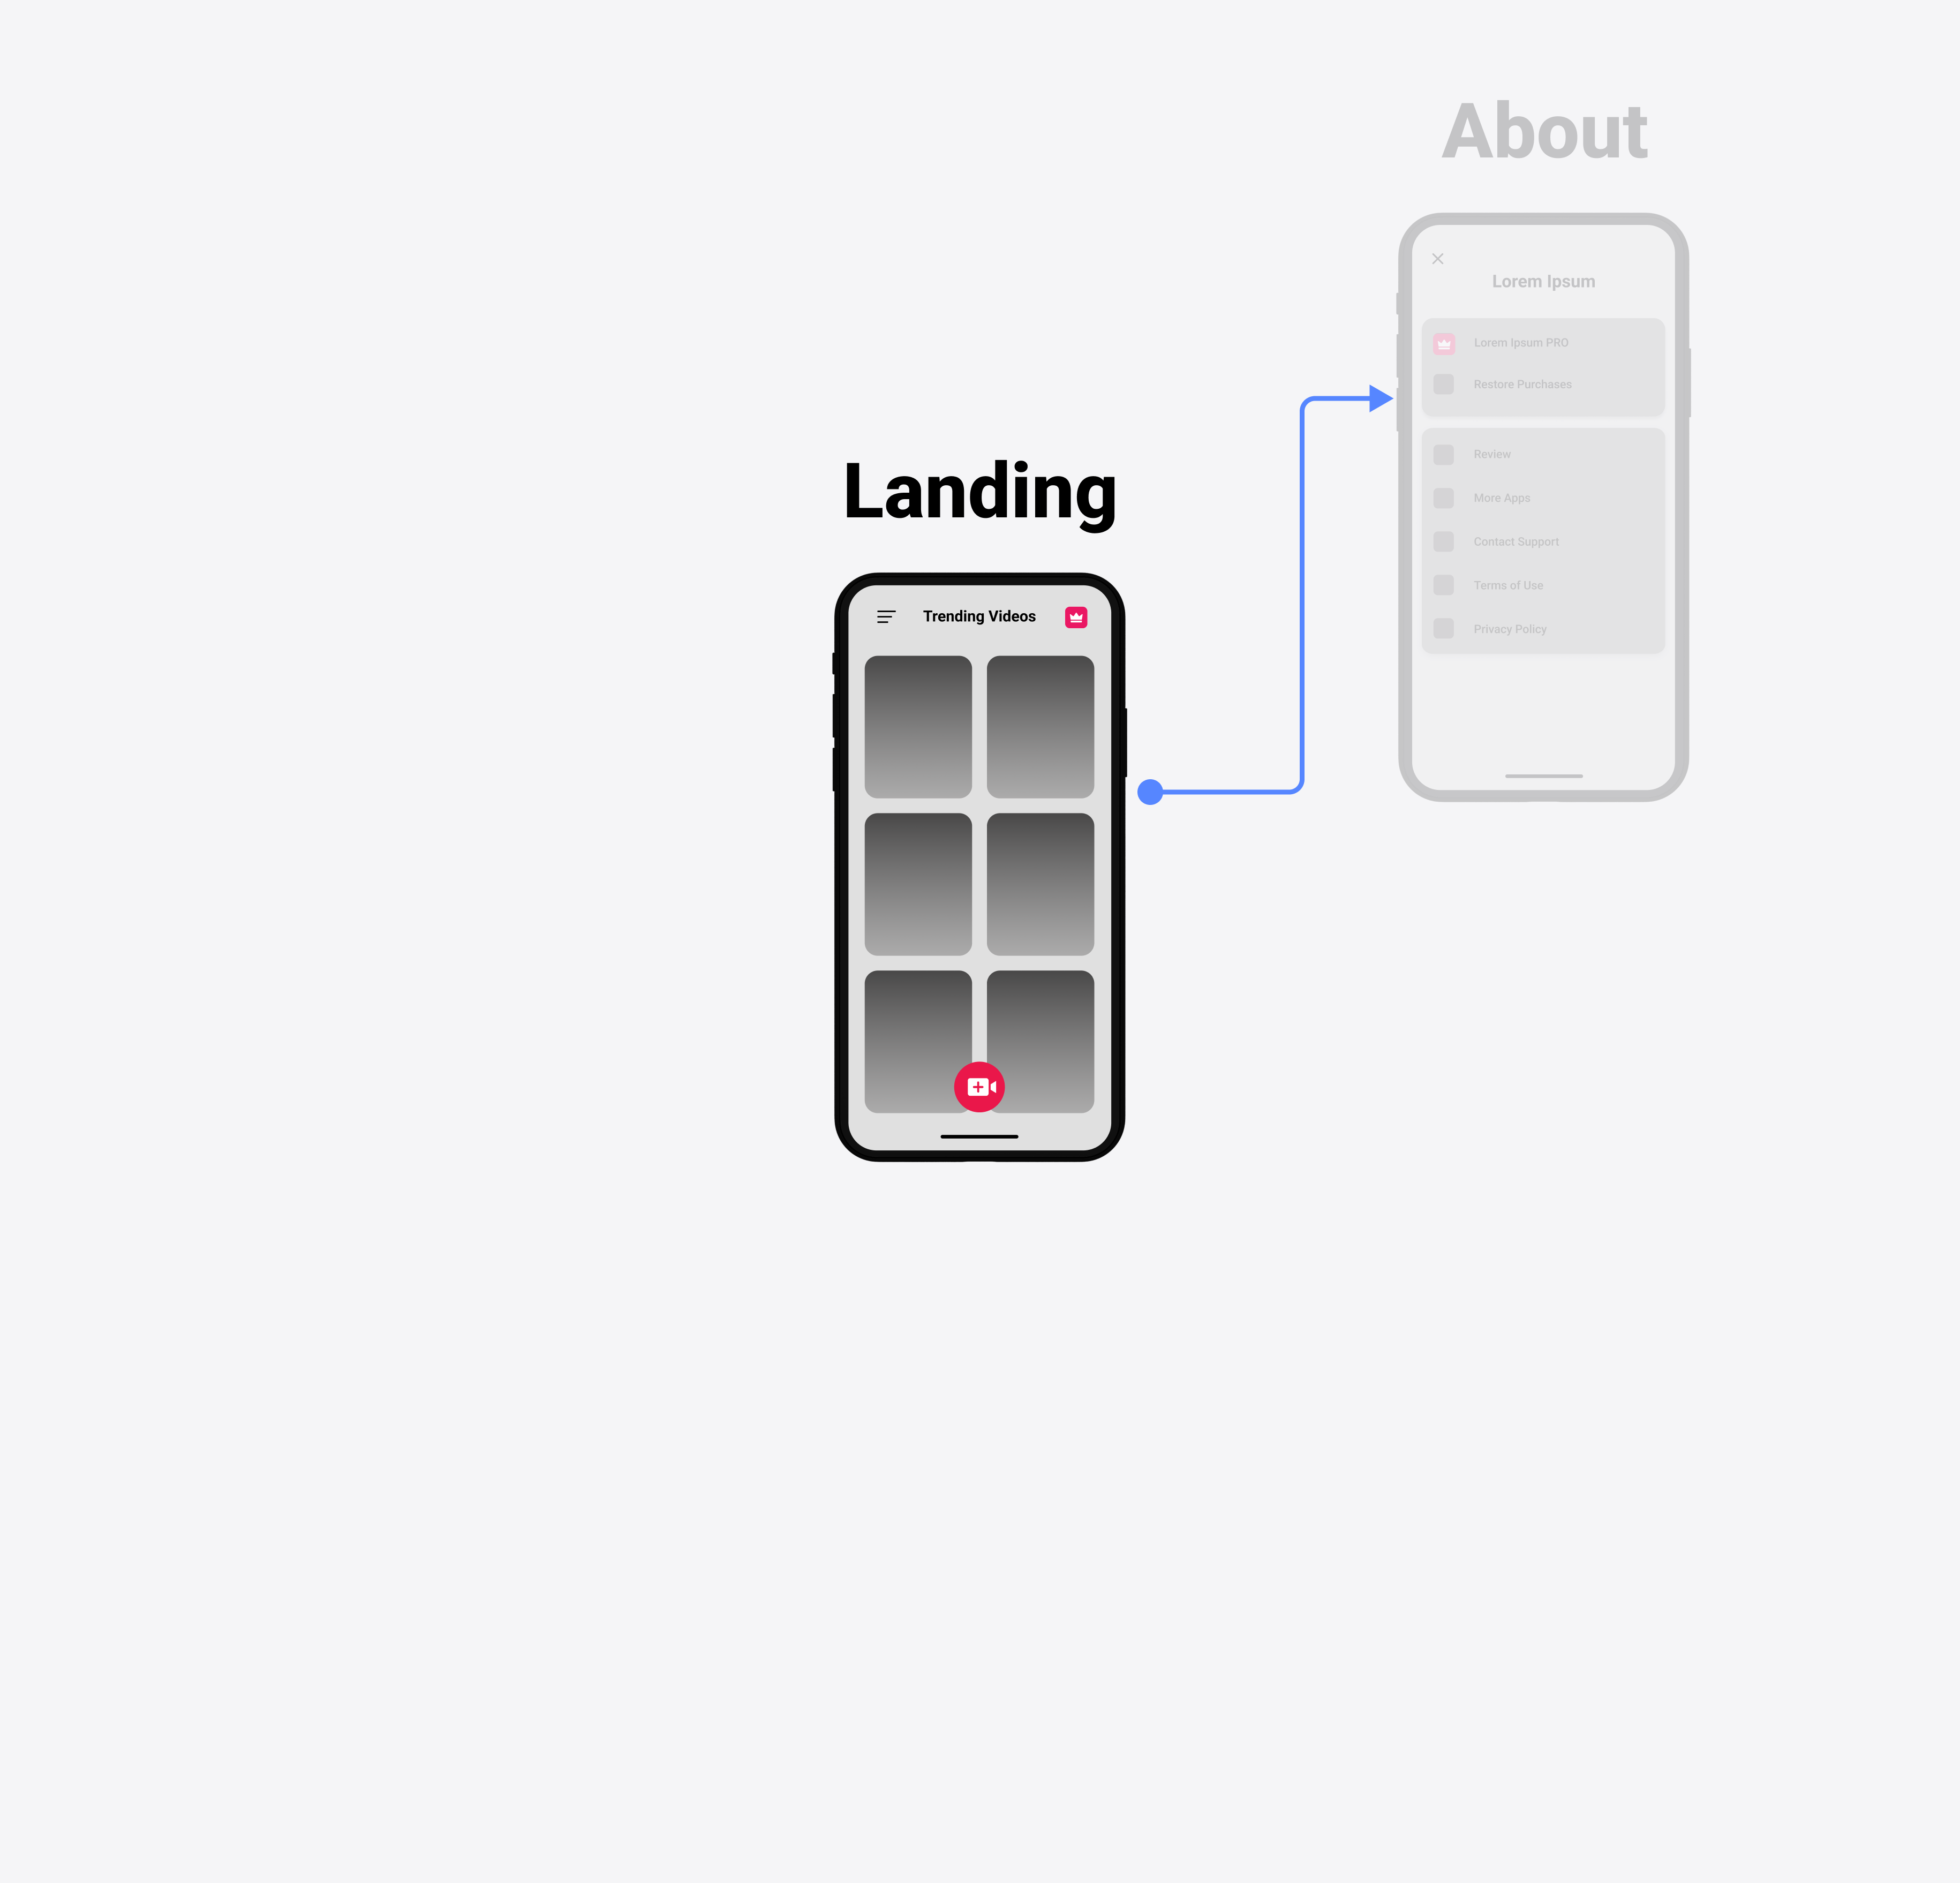 About
Lorem Ipsum
Lorem Ipsum PRO
Restore Purchases
Review
More Apps
Contact Support
Terms of Use
Privacy Policy
Landing
Trending Videos